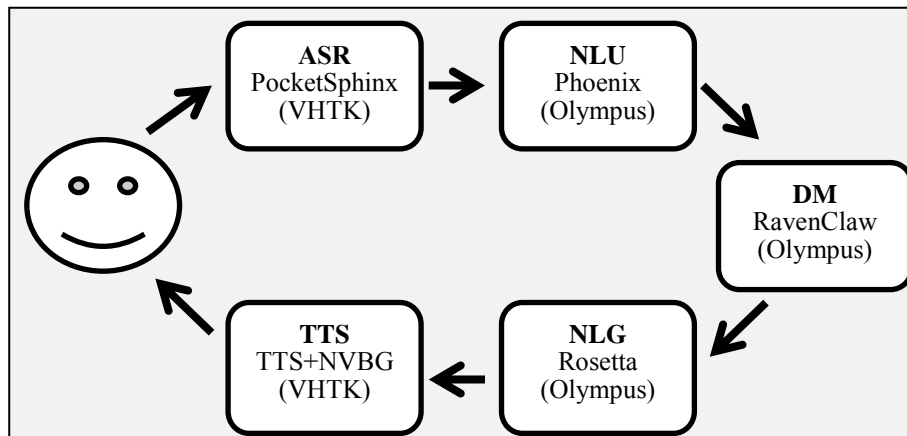 ASR
PocketSphinx
(VHTK)
NLU
Phoenix
(Olympus)
DM
RavenClaw
(Olympus)
NLG
Rosetta
(Olympus)
TTS
TTS+NVBG
(VHTK)